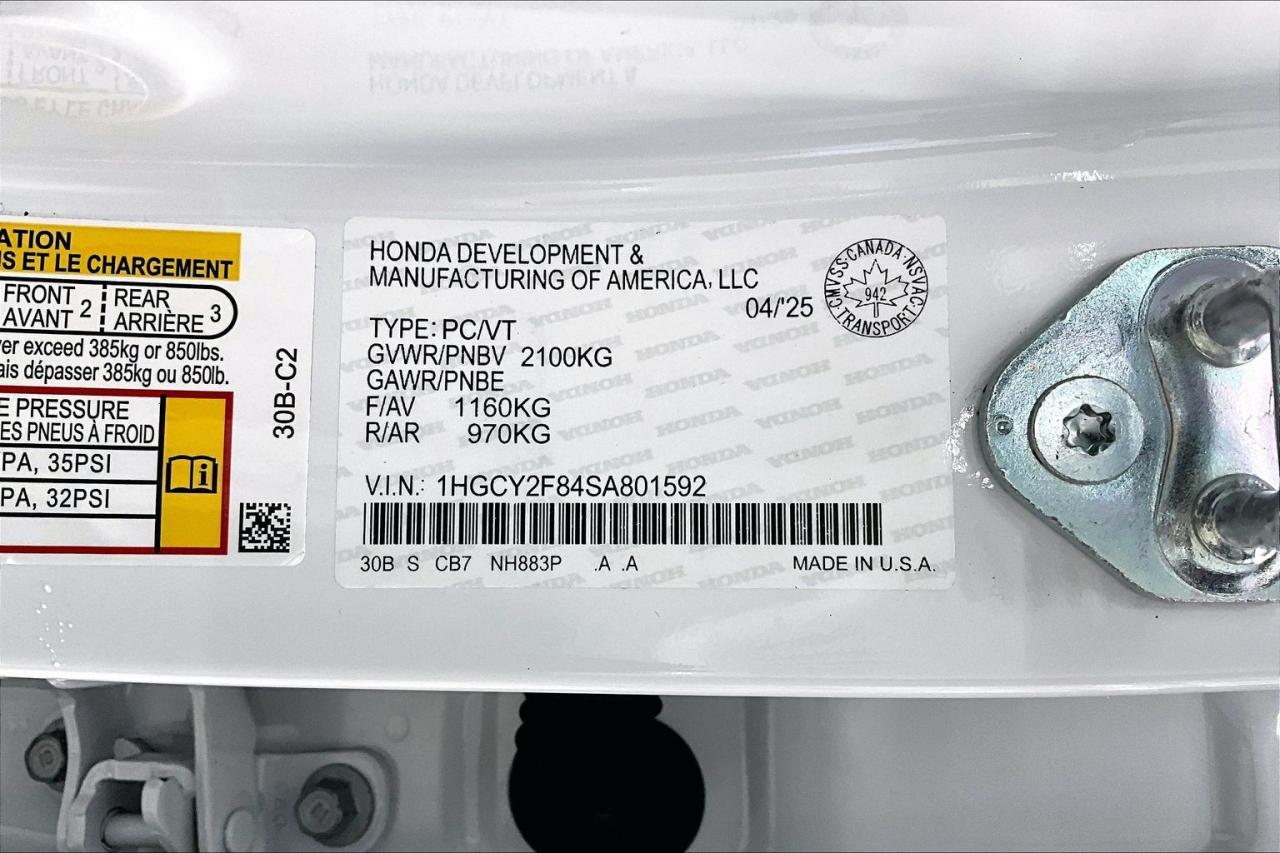 ATION
NS ET LE CHARGEMENT
FRONT
AVANT 2
REAR
ARRIÈRE 3
ver exceed 385kg or 850lbs.
ais dépasser 385kg ou 850lb.
E PRESSURE
ES PNEUS À FROID
PA, 35PSI
PA, 32PSI
30B-C2
HONDA DEVELOPMENT &
MANUFACTURING OF AMERICA, LLC
04/'25
CMVSS·CANADA·NSVAC
942
TRANSPORT
TYPE: PC/VT
GVWR/PNBV 2100KG
GAWR/PNBE
F/AV 1160KG
R/AR 970KG
V.I.N.: 1HGCY2F84SA801592
30B S CB7 NH883P .A .A
MADE IN U.S.A.